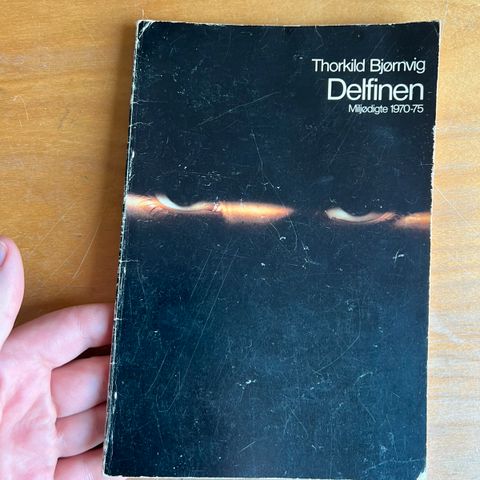 Thorkild Bjørnvig
Delfinen
Miljødigte 1970-75